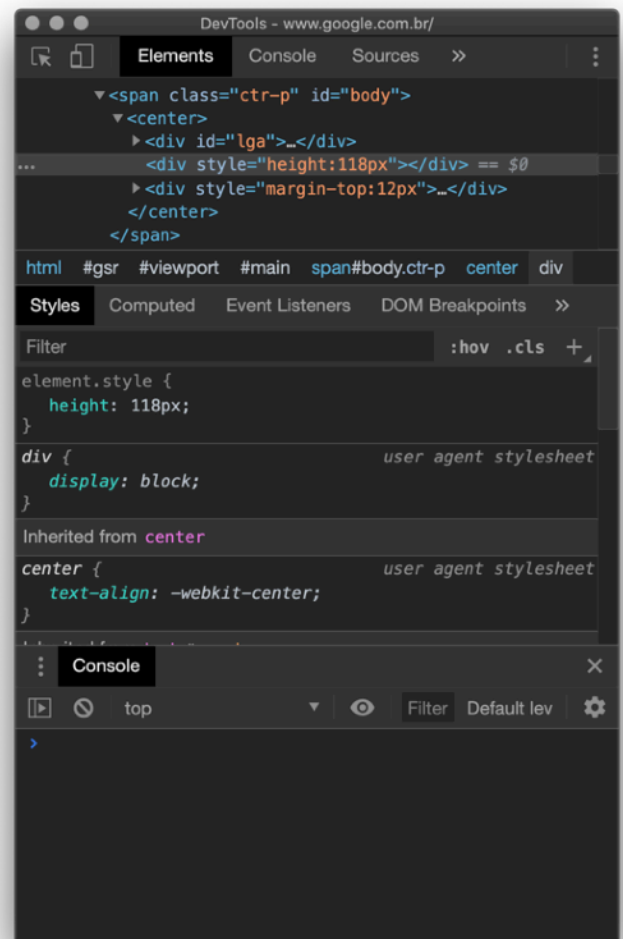 DevTools - www.google.com.br/
Elements Console Sources »
▼<span class="ctr-p" id="body">
▼<center>
▶<div id="lga">…</div>
... <div style="height:118px"></div> == $0
▶<div style="margin-top:12px">…</div>
</center>
</span>
html #gsr #viewport #main span#body.ctr-p center div
Styles Computed Event Listeners DOM Breakpoints »
Filter :hov .cls +
element.style {
height: 118px;
}
div { user agent stylesheet
display: block;
}
Inherited from center
center { user agent stylesheet
text-align: -webkit-center;
}
Console ×
top ▼ Filter Default lev
›